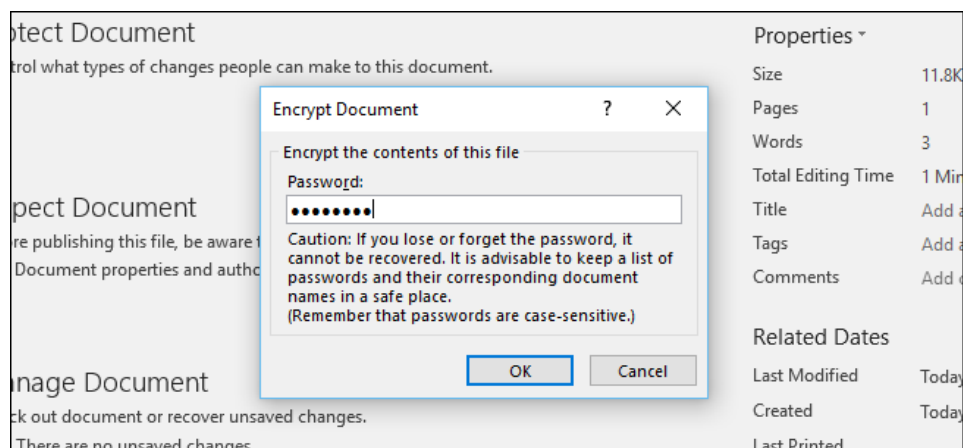 otect Document
trol what types of changes people can make to this document.
pect Document
re publishing this file, be aware t
Document properties and autho
anage Document
ck out document or recover unsaved changes.
There are no unsaved changes
Encrypt Document ? X
Encrypt the contents of this file
Password:
••••••••
Caution: If you lose or forget the password, it
cannot be recovered. It is advisable to keep a list of
passwords and their corresponding document
names in a safe place.
(Remember that passwords are case-sensitive.)
OK Cancel
Properties
Size 11.8K
Pages 1
Words 3
Total Editing Time 1 Min
Title Add a
Tags Add a
Comments Add c
Related Dates
Last Modified Today
Created Today
Last Printed